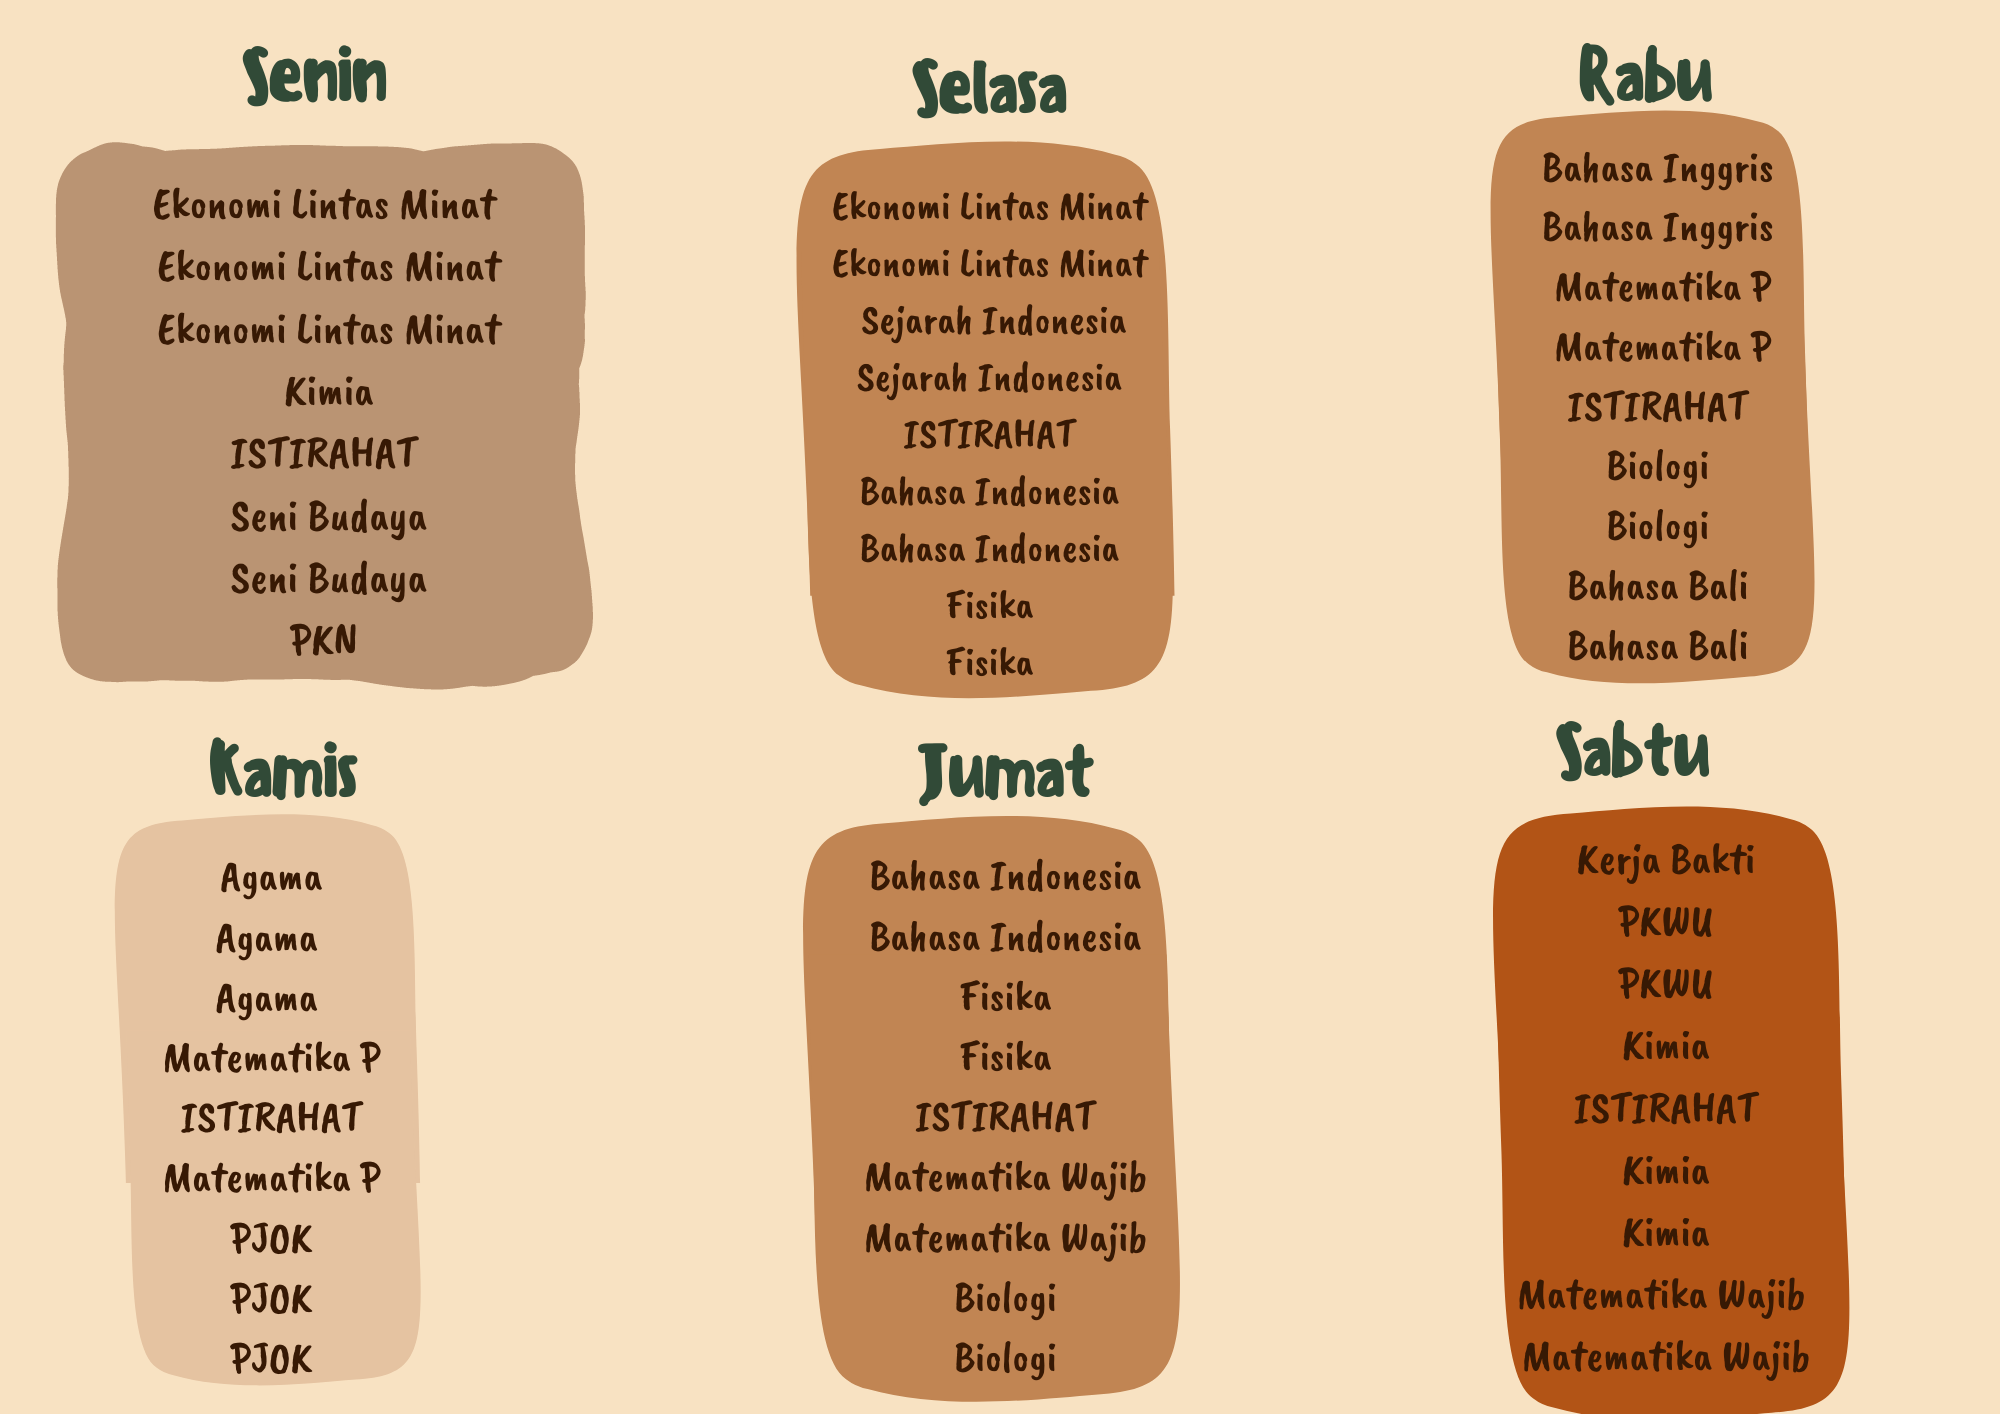 Senin
Ekonomi Lintas Minat
Ekonomi Lintas Minat
Ekonomi Lintas Minat
Kimia
ISTIRAHAT
Seni Budaya
Seni Budaya
PKN
Selasa
Ekonomi Lintas Minat
Ekonomi Lintas Minat
Sejarah Indonesia
Sejarah Indonesia
ISTIRAHAT
Bahasa Indonesia
Bahasa Indonesia
Fisika
Fisika
Rabu
Bahasa Inggris
Bahasa Inggris
Matematika P
Matematika P
ISTIRAHAT
Biologi
Biologi
Bahasa Bali
Bahasa Bali
Kamis
Agama
Agama
Agama
Matematika P
ISTIRAHAT
Matematika P
PJOK
PJOK
PJOK
Jumat
Bahasa Indonesia
Bahasa Indonesia
Fisika
Fisika
ISTIRAHAT
Matematika Wajib
Matematika Wajib
Biologi
Biologi
Sabtu
Kerja Bakti
PKWU
PKWU
Kimia
ISTIRAHAT
Kimia
Kimia
Matematika Wajib
Matematika Wajib